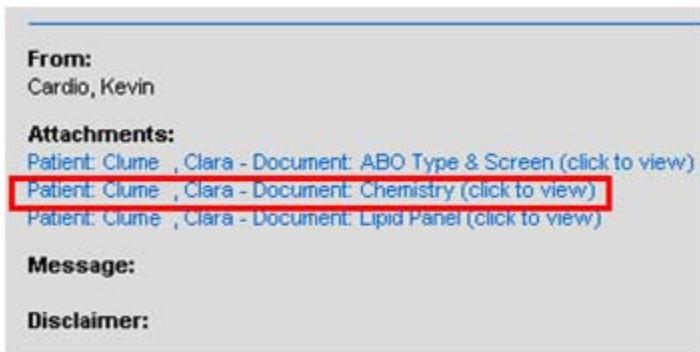 From:
Cardio, Kevin
Attachments:
Patient: Clume , Clara - Document: ABO Type & Screen (click to view)
Patient: Clume , Clara - Document: Chemistry (click to view)
Patient: Clume , Clara - Document: Lipid Panel (click to view)
Message:
Disclaimer: